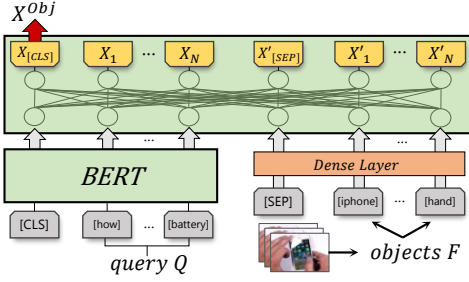 X^Obj
X[CLS] X1 ... XN X'[SEP] X'1 ... X'N
... ...
BERT Dense Layer
[CLS] [how] ... [battery] [SEP] [iphone] ... [hand]
query Q objects F